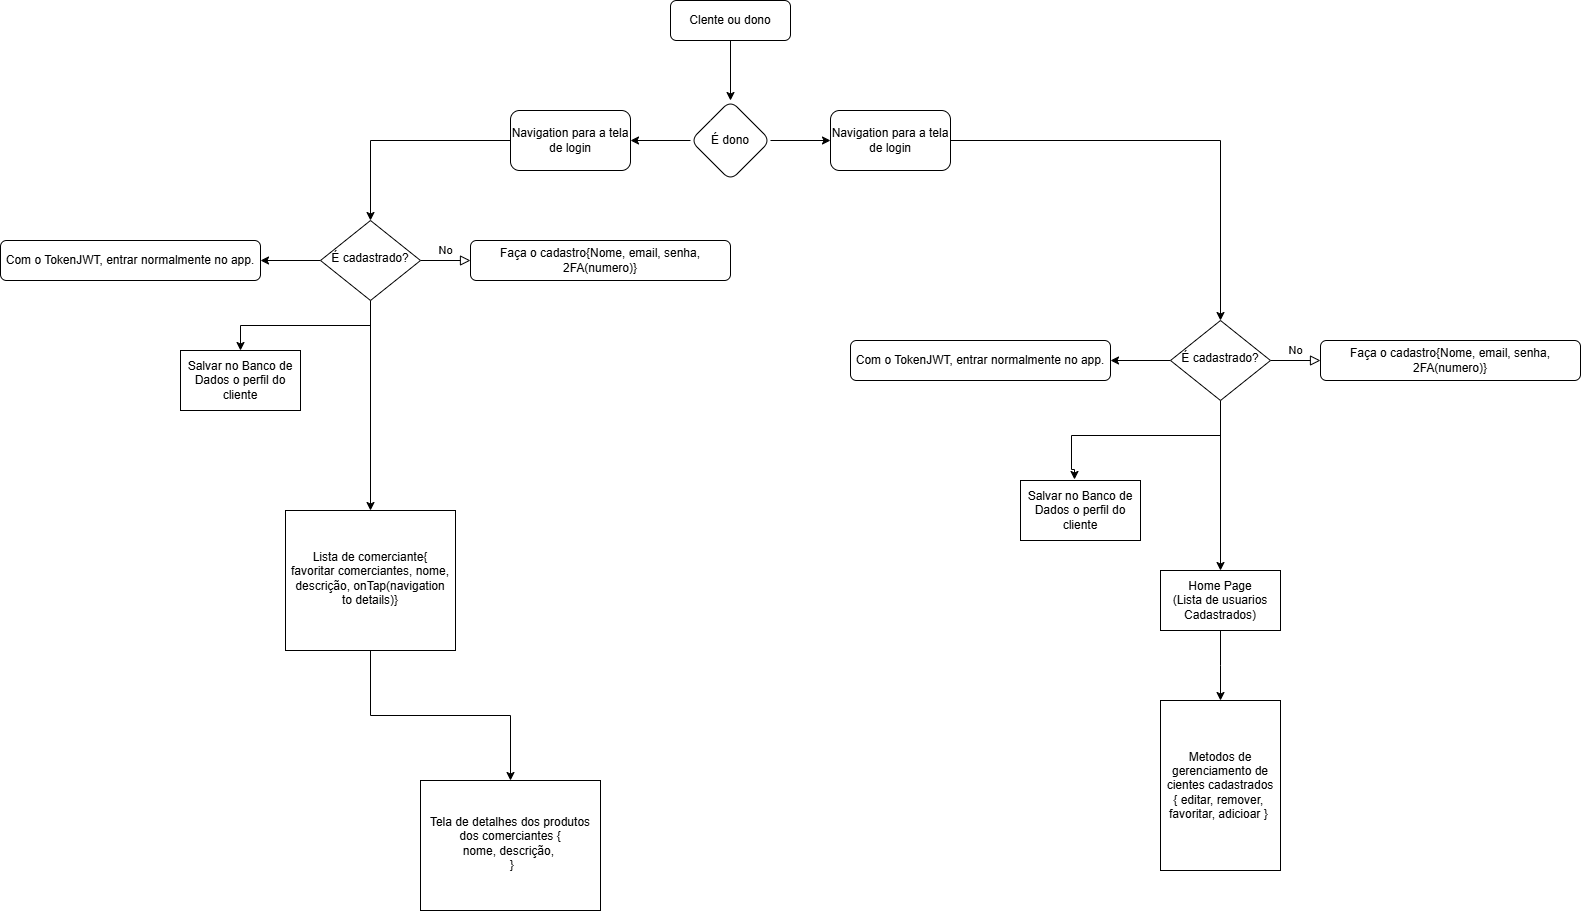 Clente ou dono
Navigation para a tela
de login
É dono
Navigation para a tela
de login
Com o TokenJWT, entrar normalmente no app.
É cadastrado?
No
Faça o cadastro{Nome, email, senha,
2FA(numero)}
Salvar no Banco de
Dados o perfil do
cliente
Com o TokenJWT, entrar normalmente no app.
É cadastrado?
No
Faça o cadastro{Nome, email, senha,
2FA(numero)}
Salvar no Banco de
Dados o perfil do
cliente
Lista de comerciante{
favoritar comerciantes, nome,
descrição, onTap(navigation
to details)}
Home Page
(Lista de usuarios
Cadastrados)
Metodos de
gerenciamento de
cientes cadastrados
{ editar, remover,
favoritar, adicioar }
Tela de detalhes dos produtos
dos comerciantes {
nome, descrição,
}